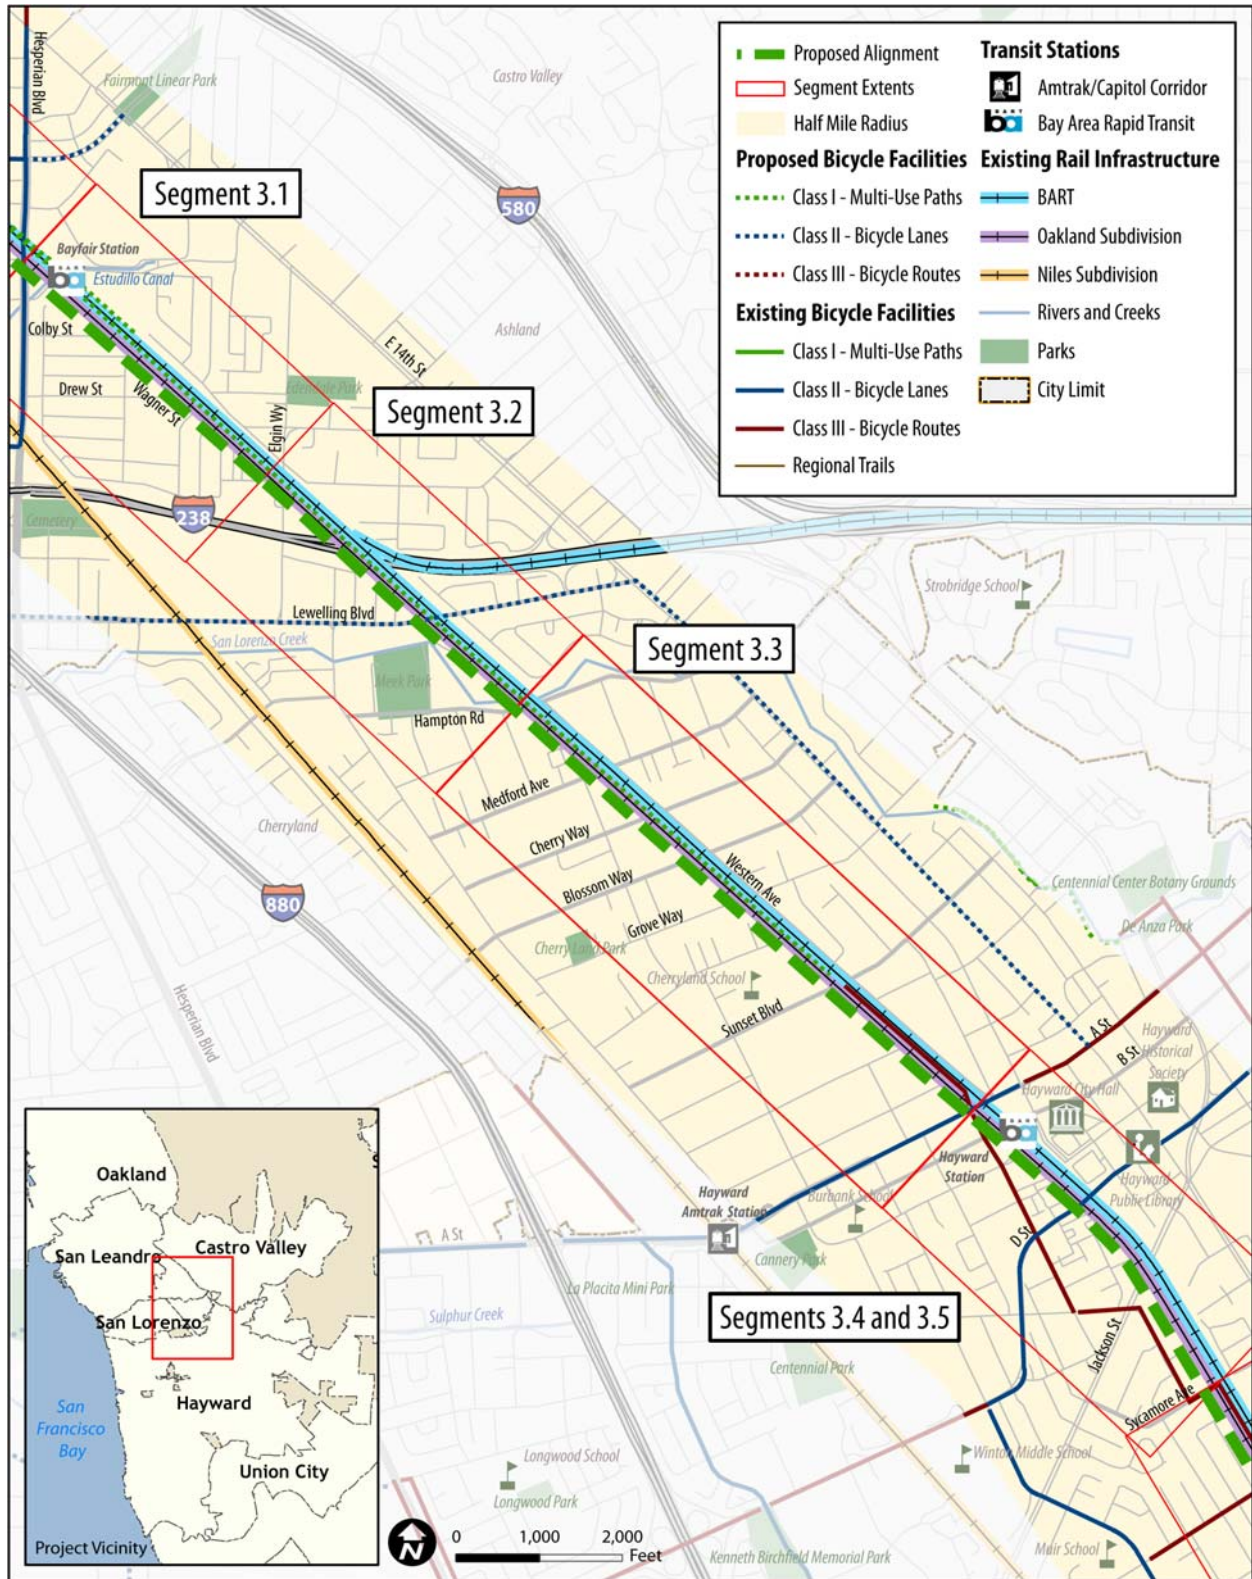 Hesperian Blvd
Fairmont Linear Park
Castro Valley
Segment 3.1
580
Bayfair Station
BART
ba
Estudillo Canal
Colby St
Ashland
E 14th St
Drew St
Wagner St
Edendale Park
Elgin Wy
Segment 3.2
Cemetery
238
Lewelling Blvd
San Lorenzo Creek
Meek Park
Hampton Rd
Segment 3.3
Strobridge School
Medford Ave
Cherry Way
Cherryland
Blossom Way
Western Ave
880
Grove Way
Cherry Land Park
Cherryland School
Sunset Blvd
Centennial Center Botany Grounds
De Anza Park
Hesperian Blvd
A St
B St
Hayward
Historical
Society
Hayward City Hall
BART
ba
Hayward
Station
Hayward
Public Library
Burbank School
Hayward
Amtrak Station
A St
Cannery Park
D St
La Placita Mini Park
Sulphur Creek
Segments 3.4 and 3.5
Jackson St
Centennial Park
Sycamore Ave
Winton Middle School
Longwood School
Longwood Park
Muir School
Kenneth Birchfield Memorial Park
Proposed Alignment
Segment Extents
Half Mile Radius
Proposed Bicycle Facilities
Class I - Multi-Use Paths
Class II - Bicycle Lanes
Class III - Bicycle Routes
Existing Bicycle Facilities
Class I - Multi-Use Paths
Class II - Bicycle Lanes
Class III - Bicycle Routes
Regional Trails
Transit Stations
Amtrak/Capitol Corridor
BART
ba
Bay Area Rapid Transit
Existing Rail Infrastructure
BART
Oakland Subdivision
Niles Subdivision
Rivers and Creeks
Parks
City Limit
Oakland
San Leandro
Castro Valley
San Lorenzo
Hayward
San
Francisco
Bay
Union City
Project Vicinity
N
0 1,000 2,000
Feet